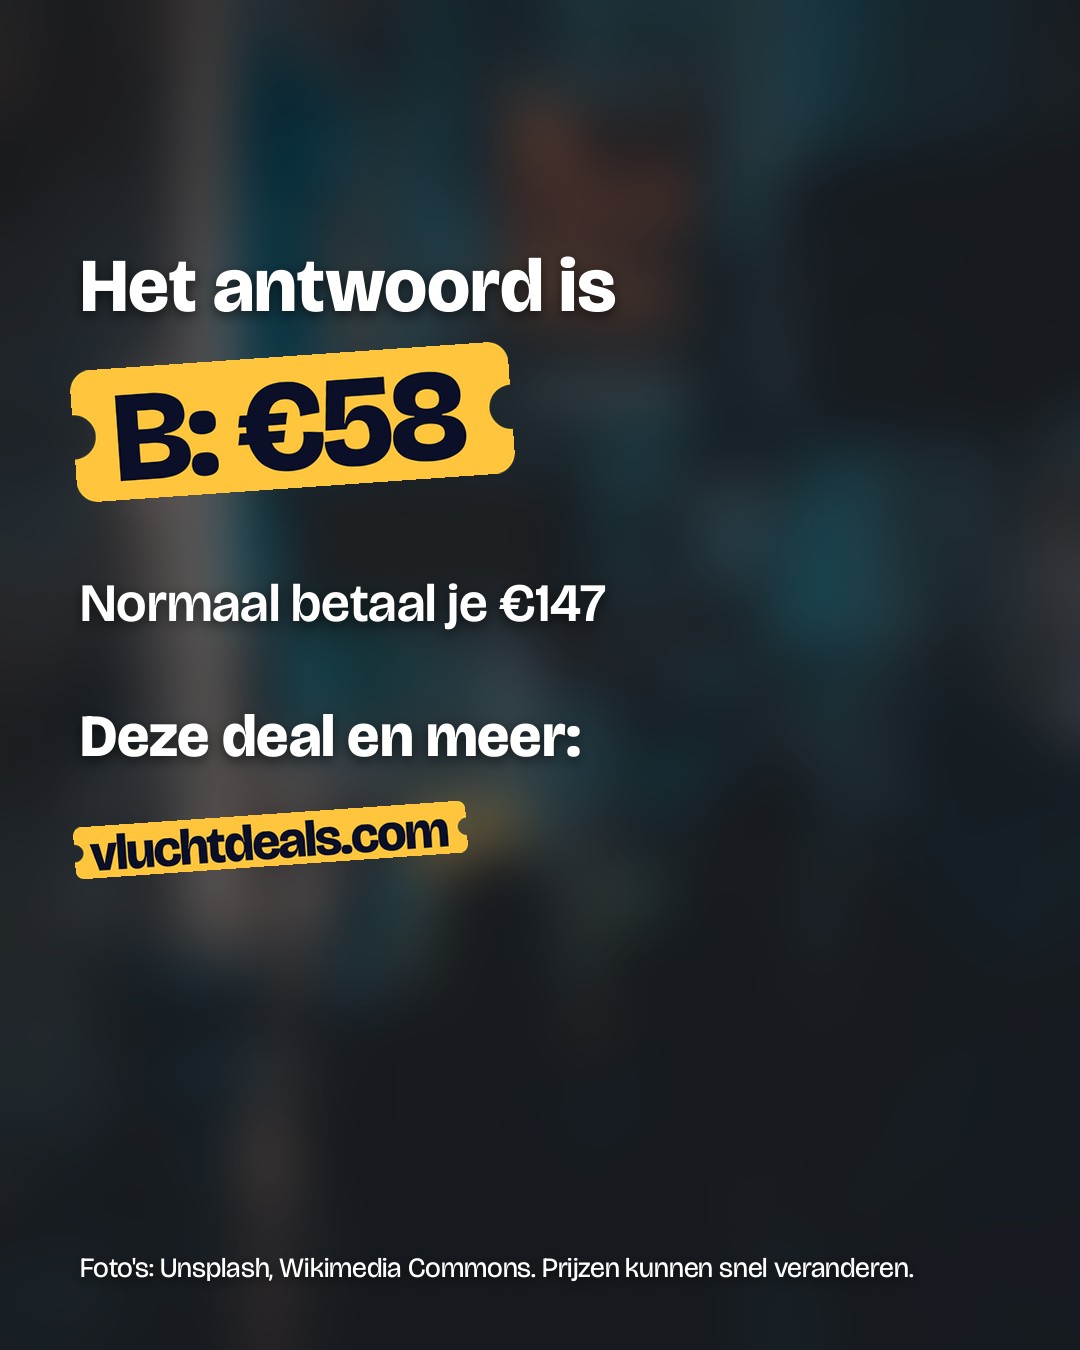 Het antwoord is
B: €58
Normaal betaal je €147
Deze deal en meer:
vluchtdeals.com
Foto's: Unsplash, Wikimedia Commons. Prijzen kunnen snel veranderen.